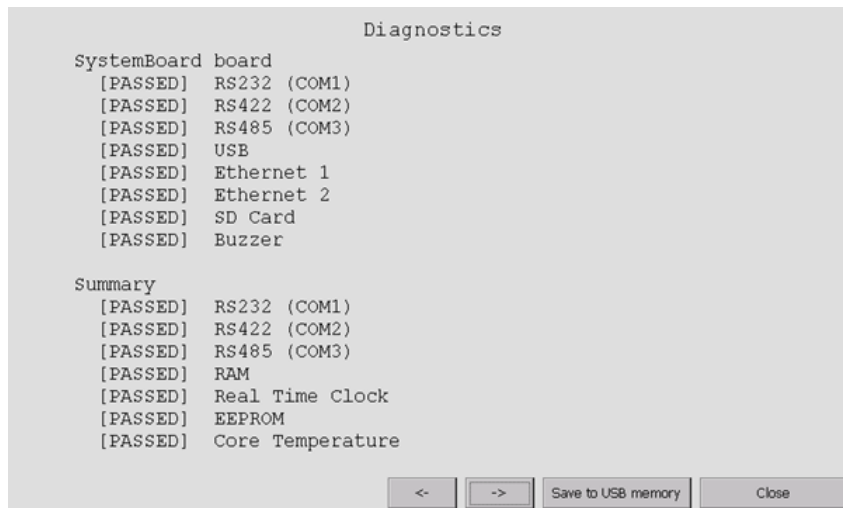 Diagnostics
SystemBoard board
[PASSED] RS232 (COM1)
[PASSED] RS422 (COM2)
[PASSED] RS485 (COM3)
[PASSED] USB
[PASSED] Ethernet 1
[PASSED] Ethernet 2
[PASSED] SD Card
[PASSED] Buzzer
Summary
[PASSED] RS232 (COM1)
[PASSED] RS422 (COM2)
[PASSED] RS485 (COM3)
[PASSED] RAM
[PASSED] Real Time Clock
[PASSED] EEPROM
[PASSED] Core Temperature
<- -> Save to USB memory Close